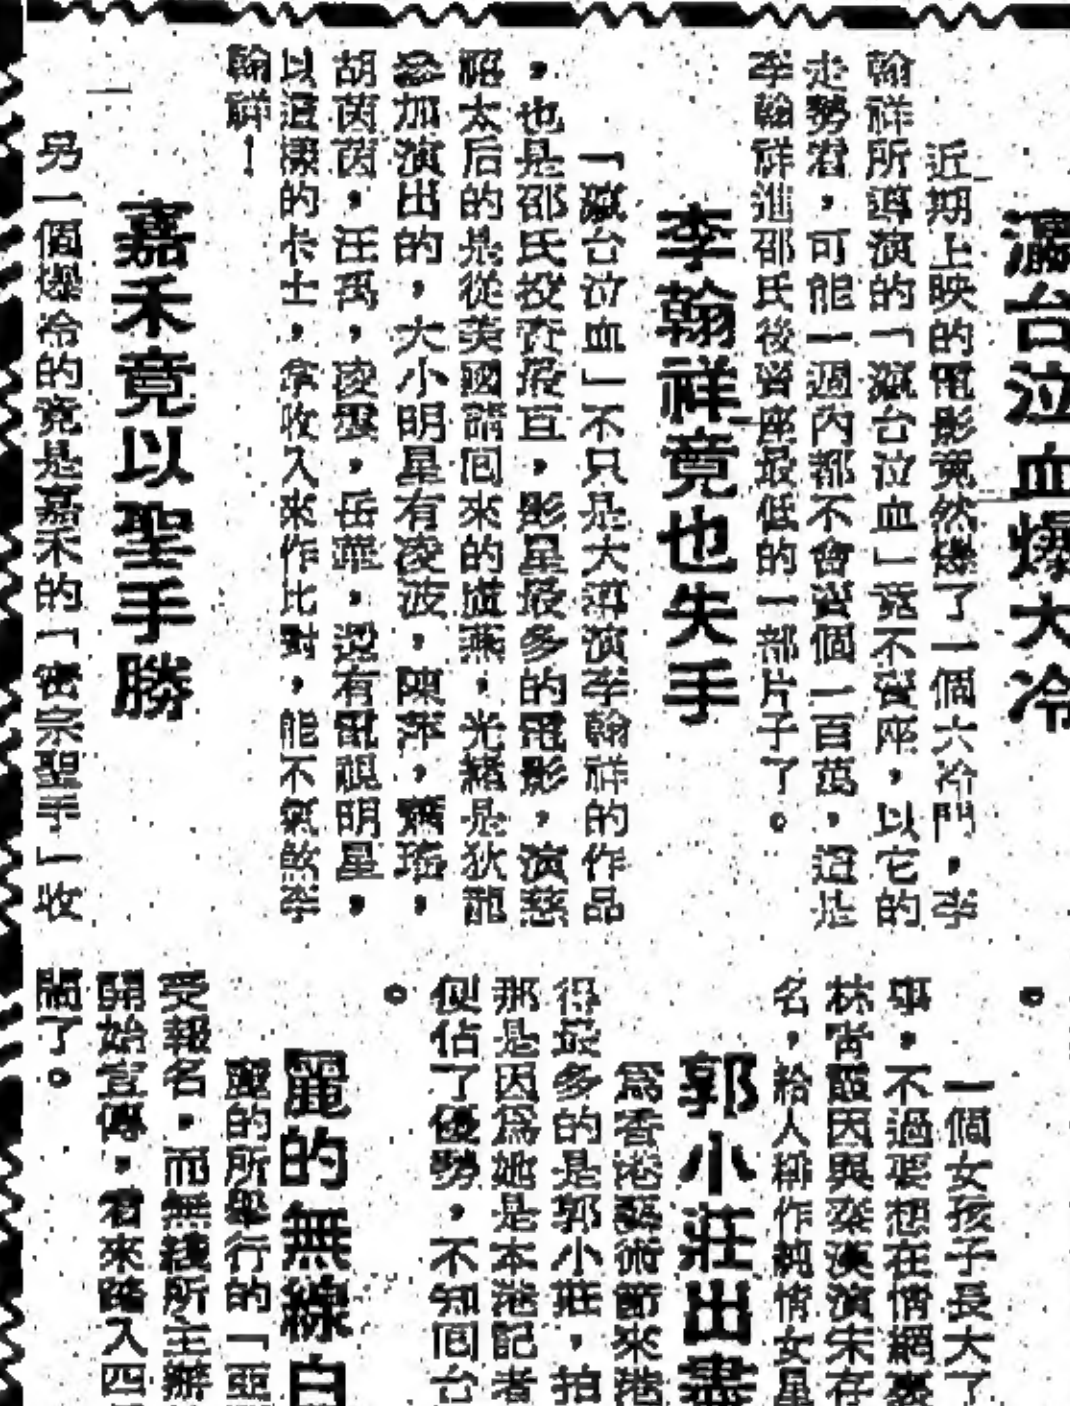 瀛台泣血爆大冷
近期上映的電影竟然爆了一個大冷門，李
翰祥所導演的「瀛台泣血」竟不賣座，以它的
走勢看，可能一週內都不會賣個一百萬，這是
李翰祥進邵氏後賣座最低的一部片子了。
李翰祥竟也失手
「瀛台泣血」不只是大導演李翰祥的作品
，也是邵氏投資最巨，影星最多的電影，演慈
禧太后的是從美國請回來的盧燕，光緒是狄龍
參加演出的，大小明星有凌波，陳萍，蕭瑤，
胡茵茵，汪禹，凌雲，岳華，還有電視明星，
以這樣的卡士，拿收入來作比對，能不氣煞李
翰祥！
嘉禾竟以聖手勝
另一個爆冷的竟是嘉禾的「密宗聖手」收
。
一個女孩子長大了
事，不過要想在情網裏
林青霞因與秦漢演朱存
名，給人稱作純情女星
郭小莊出盡
為香港藝術節來港
得最多的是郭小莊，拍
那是因為她是本港記者
便佔了優勢，不知回台
。
麗的無線白
麗的所舉行的「亞
受報名，而無綫所主辦
開始宣傳，看來踏入四
鬧了。